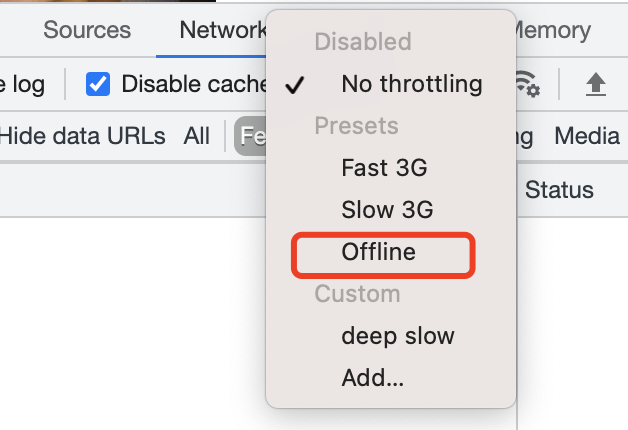 Sources Network Memory
e log Disable cache No throttling
Disabled
Hide data URLs All Fe ng Media
Presets
Fast 3G
Slow 3G
Status
Offline
Custom
deep slow
Add...